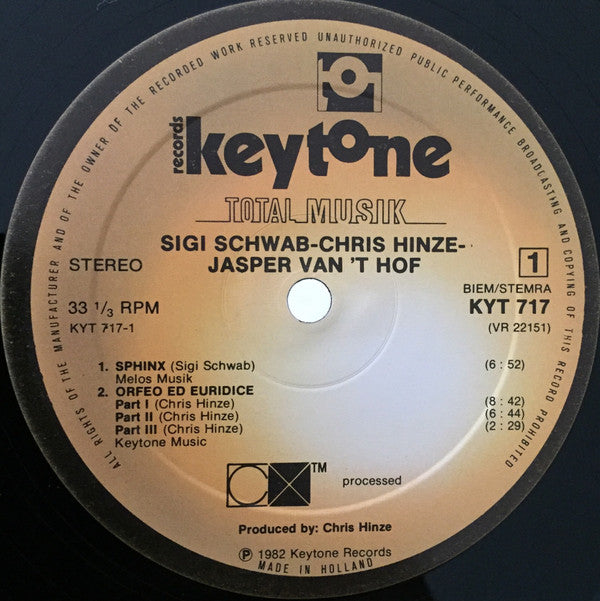 ALL RIGHTS OF THE MANUFACTURER AND OF THE OWNER OF THE RECORDED WORK RESERVED UNAUTHORIZED PUBLIC PERFORMANCE BROADCASTING AND COPYING OF THIS RECORD PROHIBITED
records
keytone
TOTAL MUSIK
SIGI SCHWAB-CHRIS HINZE-
JASPER VAN 'T HOF
STEREO
1
BIEM/STEMRA
33 1/3 RPM
KYT 717
KYT 717-1
(VR 22151)
1. SPHINX (Sigi Schwab) (6 : 52)
Melos Musik
2. ORFEO ED EURIDICE
Part I (Chris Hinze) (8 : 42)
Part II (Chris Hinze) (6 : 44)
Part III (Chris Hinze) (2 : 29)
Keytone Music
CX TM processed
Produced by: Chris Hinze
℗ 1982 Keytone Records
MADE IN HOLLAND